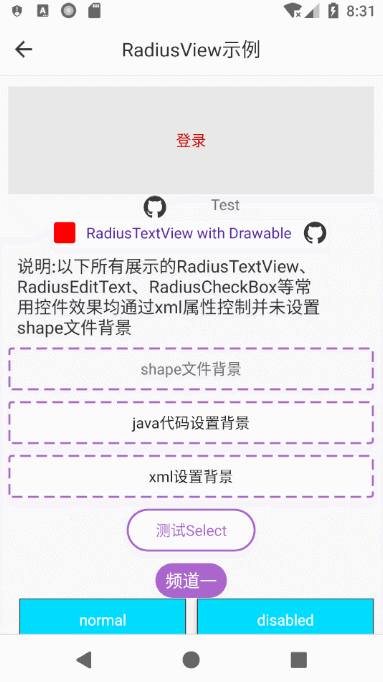 8:31
RadiusView示例
登录
Test
RadiusTextView with Drawable
说明:以下所有展示的RadiusTextView、
RadiusEditText、RadiusCheckBox等常
用控件效果均通过xml属性控制并未设置
shape文件背景
shape文件背景
java代码设置背景
xml设置背景
测试Select
频道一
normal
disabled